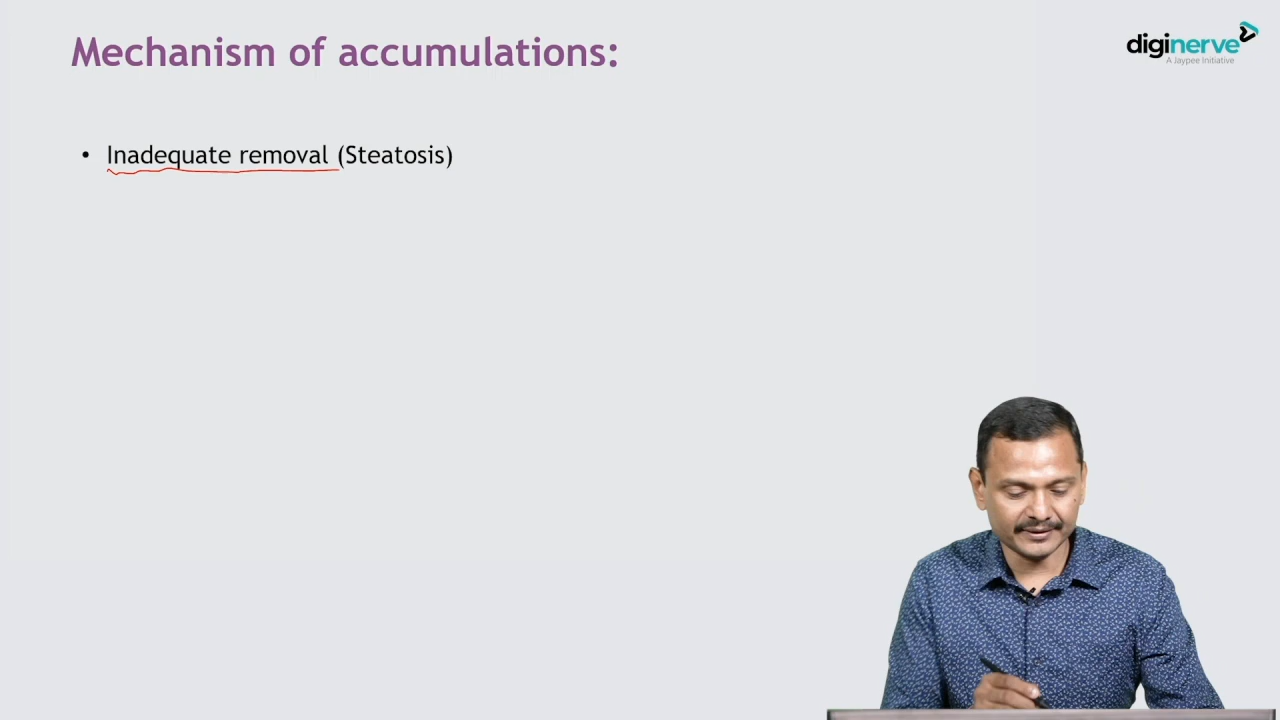 Mechanism of accumulations:
diginerve
A Jaypee Initiative
• Inadequate removal (Steatosis)